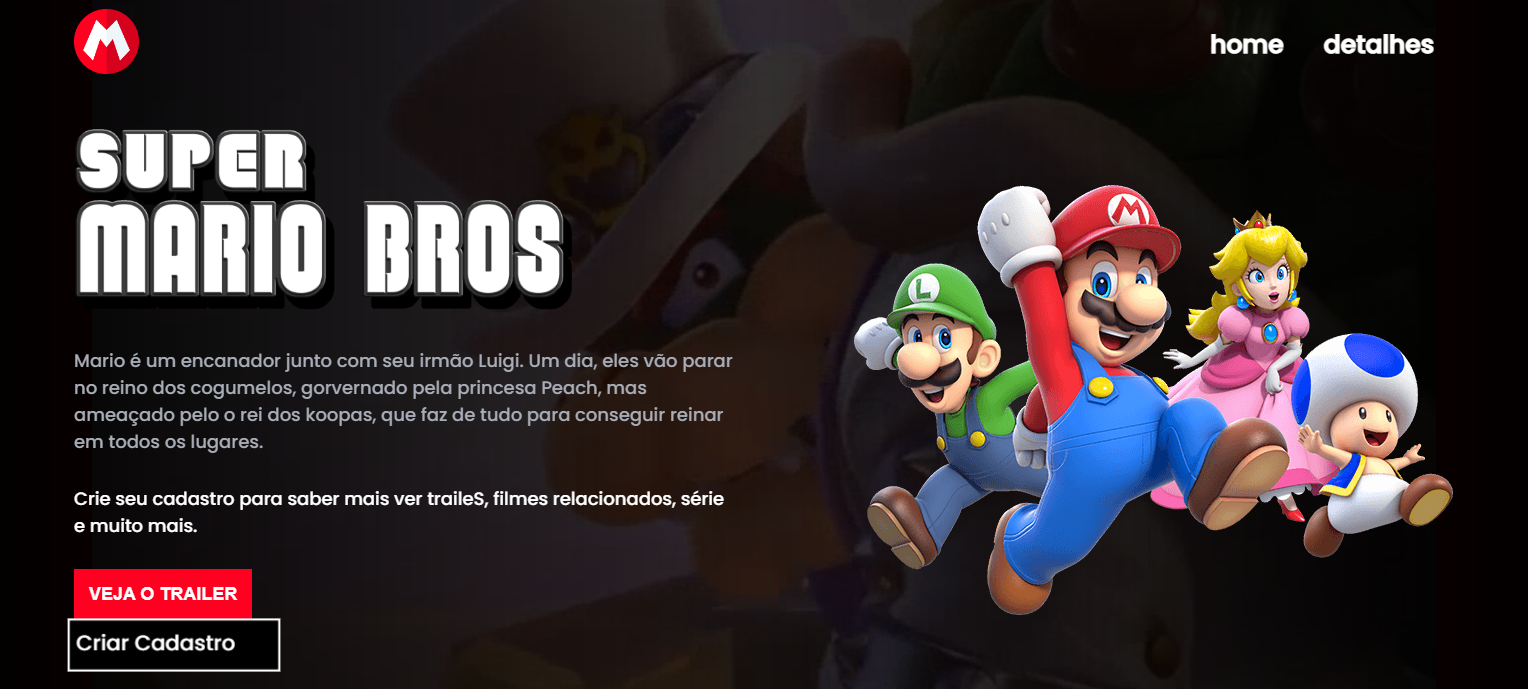 M
home detalhes
SUPER
MARIO BROS
M
L
Mario é um encanador junto com seu irmão Luigi. Um dia, eles vão parar
no reino dos cogumelos, gorvernado pela princesa Peach, mas
ameaçado pelo o rei dos koopas, que faz de tudo para conseguir reinar
em todos os lugares.
Crie seu cadastro para saber mais ver traileS, filmes relacionados, série
e muito mais.
VEJA O TRAILER
Criar Cadastro